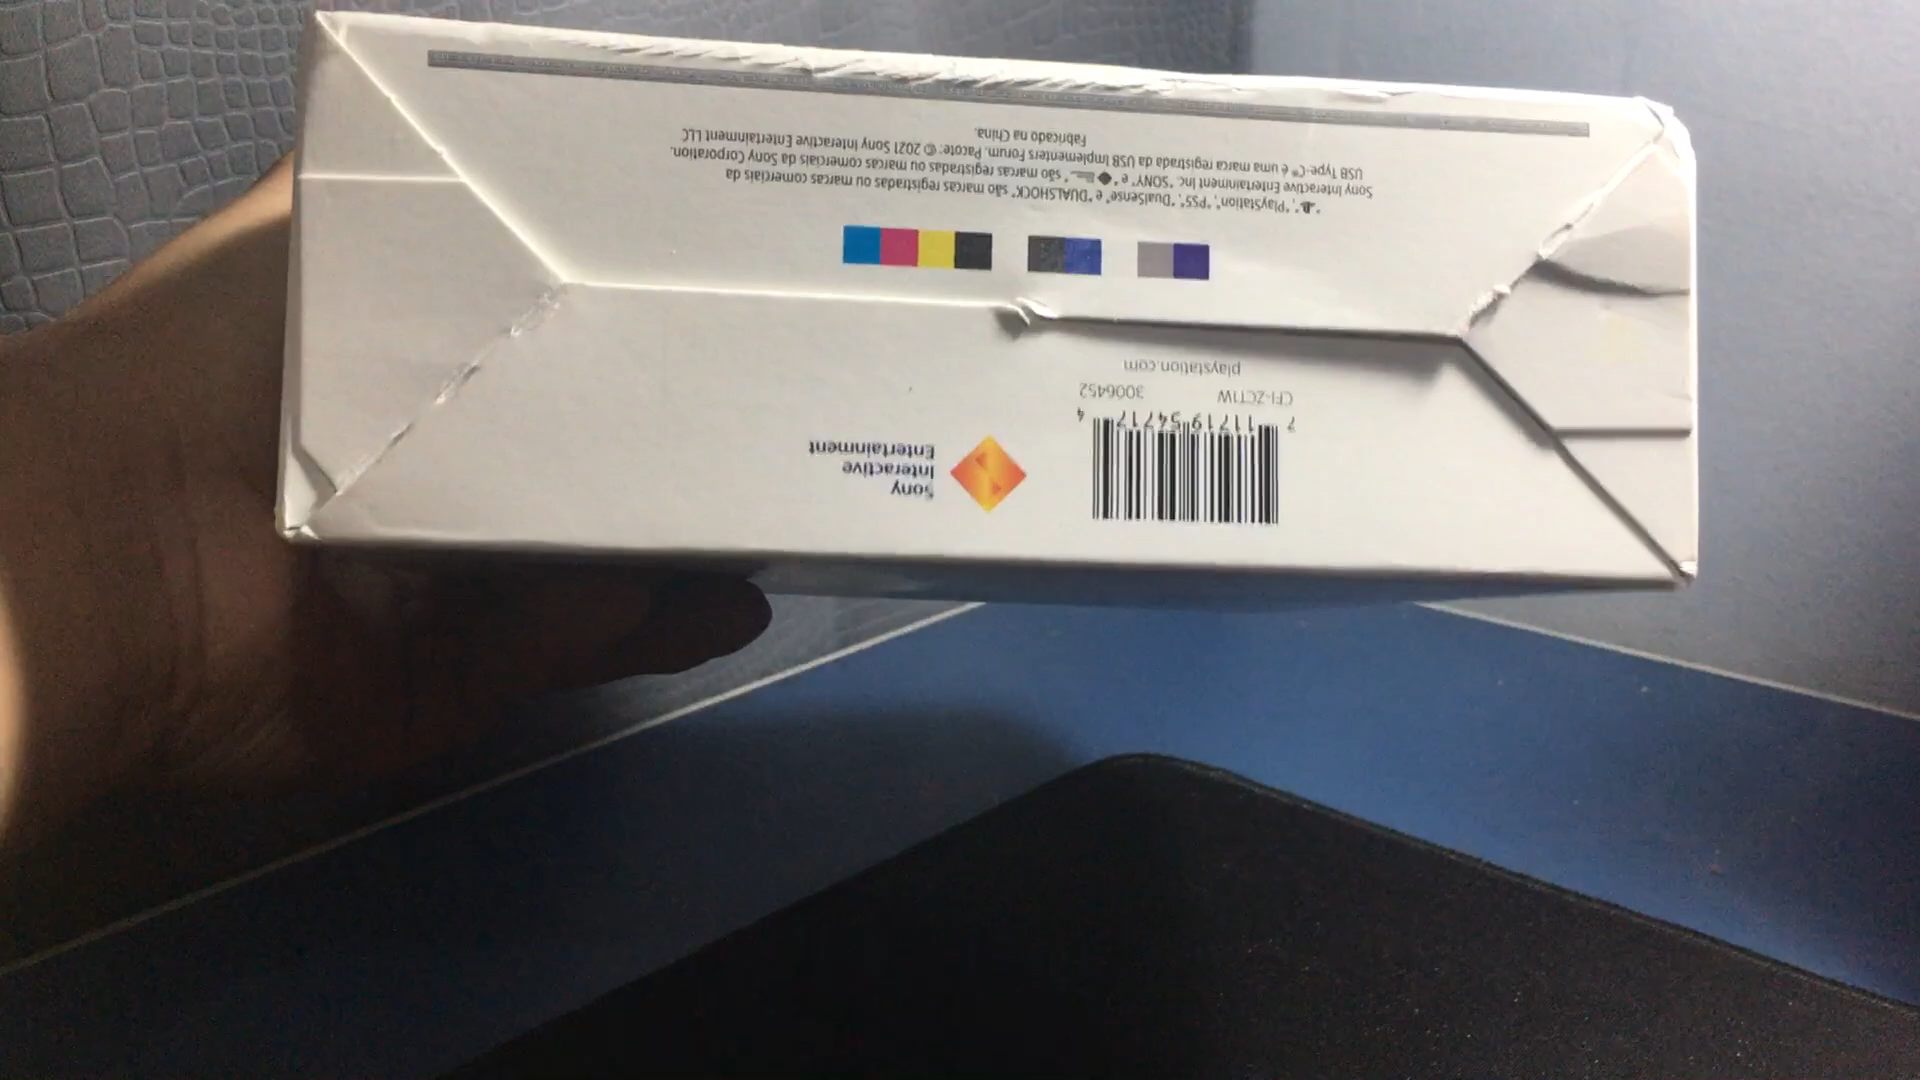 Sony
Interactive
Entertainment
7 11719 54717 4
CFI-ZCT1W 3006452
playstation.com
"PlayStation", "PS5", "DualSense" e "DUALSHOCK" são marcas registradas ou marcas comerciais da
Sony Interactive Entertainment Inc. "SONY" e " " são marcas registradas ou marcas comerciais da Sony Corporation.
USB Type-C® é uma marca registrada da USB Implementers Forum. Pacote: © 2021 Sony Interactive Entertainment LLC
Fabricado na China.